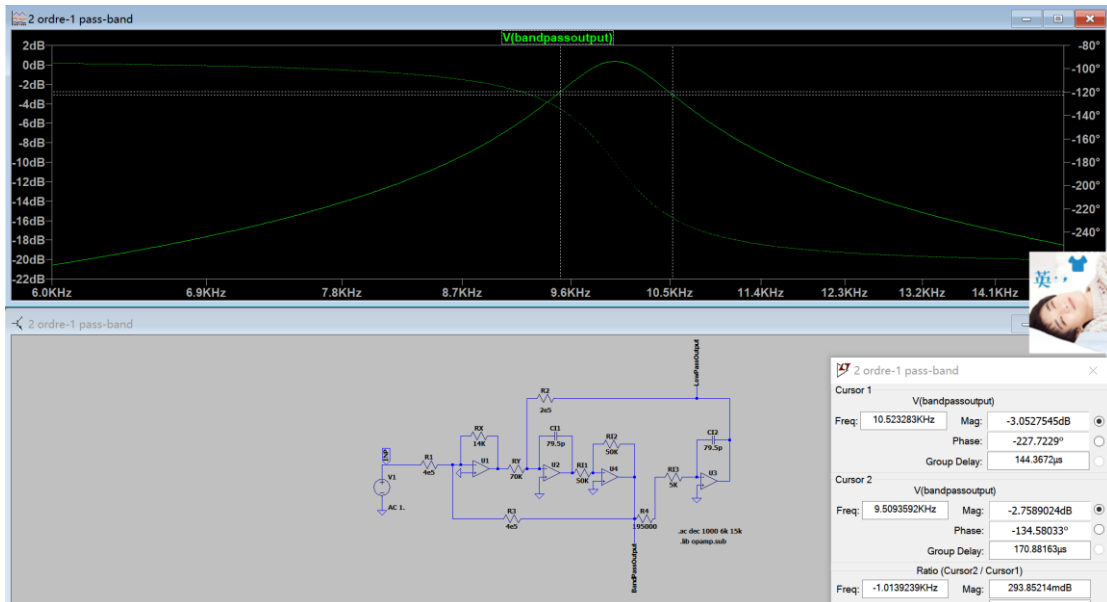 2 ordre-1 pass-band
V(bandpassoutput)
2dB
0dB
-2dB
-4dB
-6dB
-8dB
-10dB
-12dB
-14dB
-16dB
-18dB
-20dB
-22dB
-80°
-100°
-120°
-140°
-160°
-180°
-200°
-220°
-240°
6.0KHz 6.9KHz 7.8KHz 8.7KHz 9.6KHz 10.5KHz 11.4KHz 12.3KHz 13.2KHz 14.1KHz
英
2 ordre-1 pass-band
LowPassOutput
R2
2e5
RX
14K
CI1
79.5p
RI2
50K
CI2
79.5p
INP
R1
4e5
U1
RY
70K
U2
RI1
50K
U4
RI3
5K
U3
V1
AC 1.
R3
4e5
R4
195000
.ac dec 1000 6k 15k
.lib opamp.sub
BandPassOutput
2 ordre-1 pass-band
Cursor 1
V(bandpassoutput)
Freq: 10.523283KHz Mag: -3.0527545dB
Phase: -227.7229°
Group Delay: 144.3672µs
Cursor 2
V(bandpassoutput)
Freq: 9.5093592KHz Mag: -2.7589024dB
Phase: -134.58033°
Group Delay: 170.88163µs
Ratio (Cursor2 / Cursor1)
Freq: -1.0139239KHz Mag: 293.85214mdB